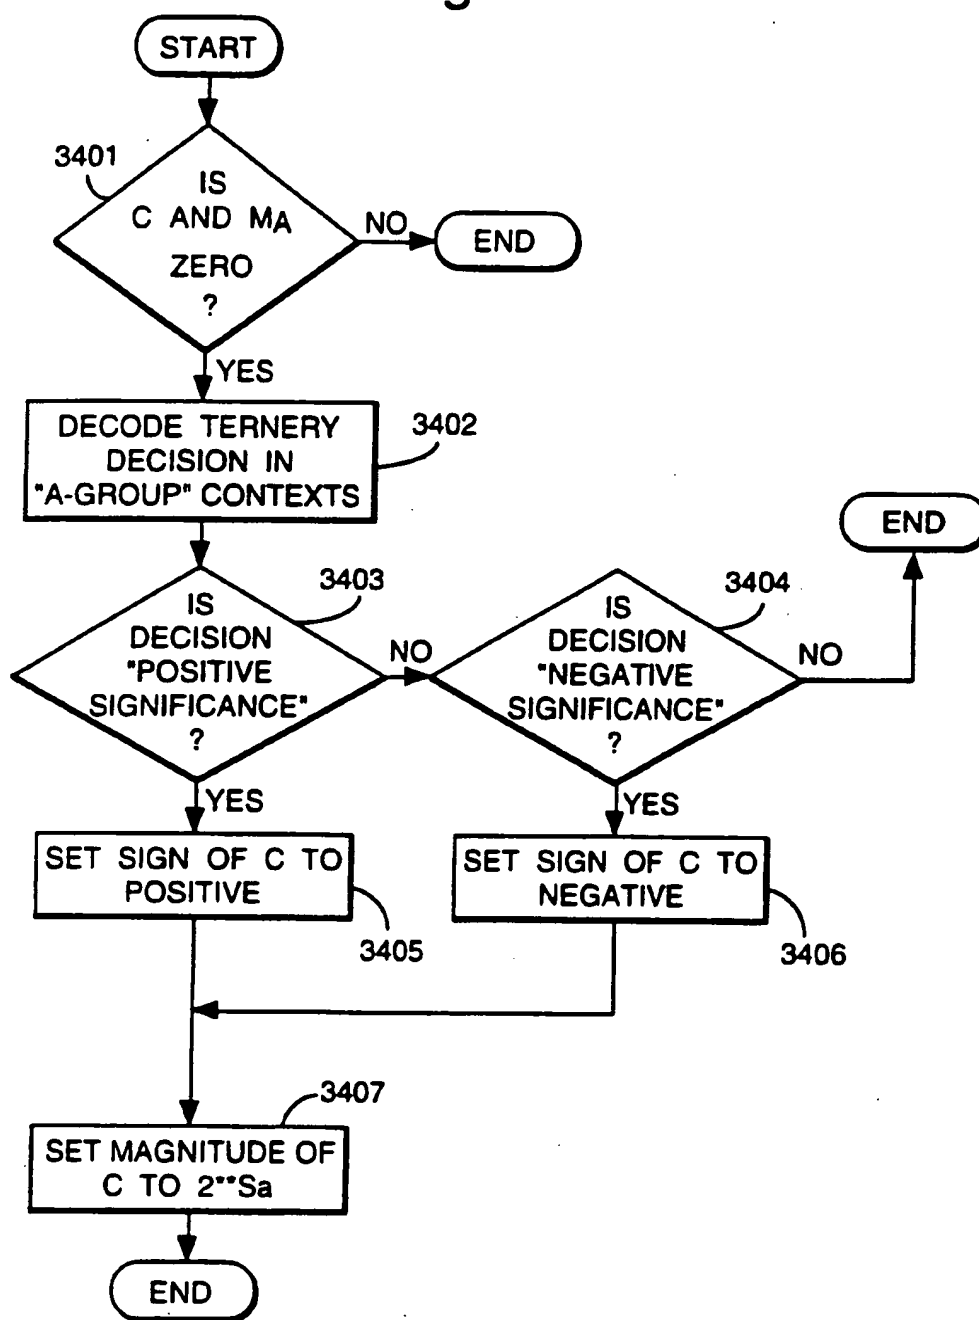 START
3401
IS
C AND MA
ZERO
?
NO
END
YES
DECODE TERNERY
DECISION IN
"A-GROUP" CONTEXTS
3402
END
3403
IS
DECISION
"POSITIVE
SIGNIFICANCE"
?
NO
3404
IS
DECISION
"NEGATIVE
SIGNIFICANCE"
?
NO
YES
YES
SET SIGN OF C TO
POSITIVE
3405
SET SIGN OF C TO
NEGATIVE
3406
3407
SET MAGNITUDE OF
C TO 2**Sa
END